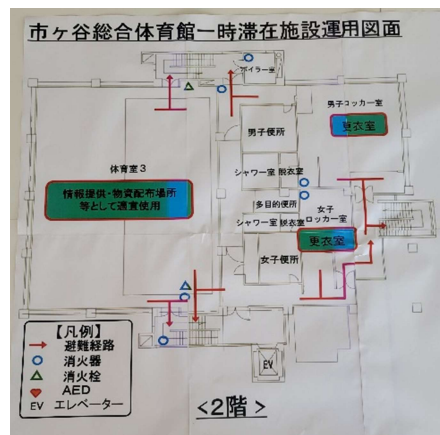 市ヶ谷総合体育館一時滞在施設運用図面
ボイラー室
男子ロッカー室
更衣室
男子便所
体育室3
シャワー室 脱衣室
情報提供・物資配布場所
等として適宜使用
多目的便所
女子
ロッカー室
シャワー室 脱衣室
更衣室
女子便所
【凡例】
避難経路
消火器
消火栓
AED
EV エレベーター
EV
<2階>